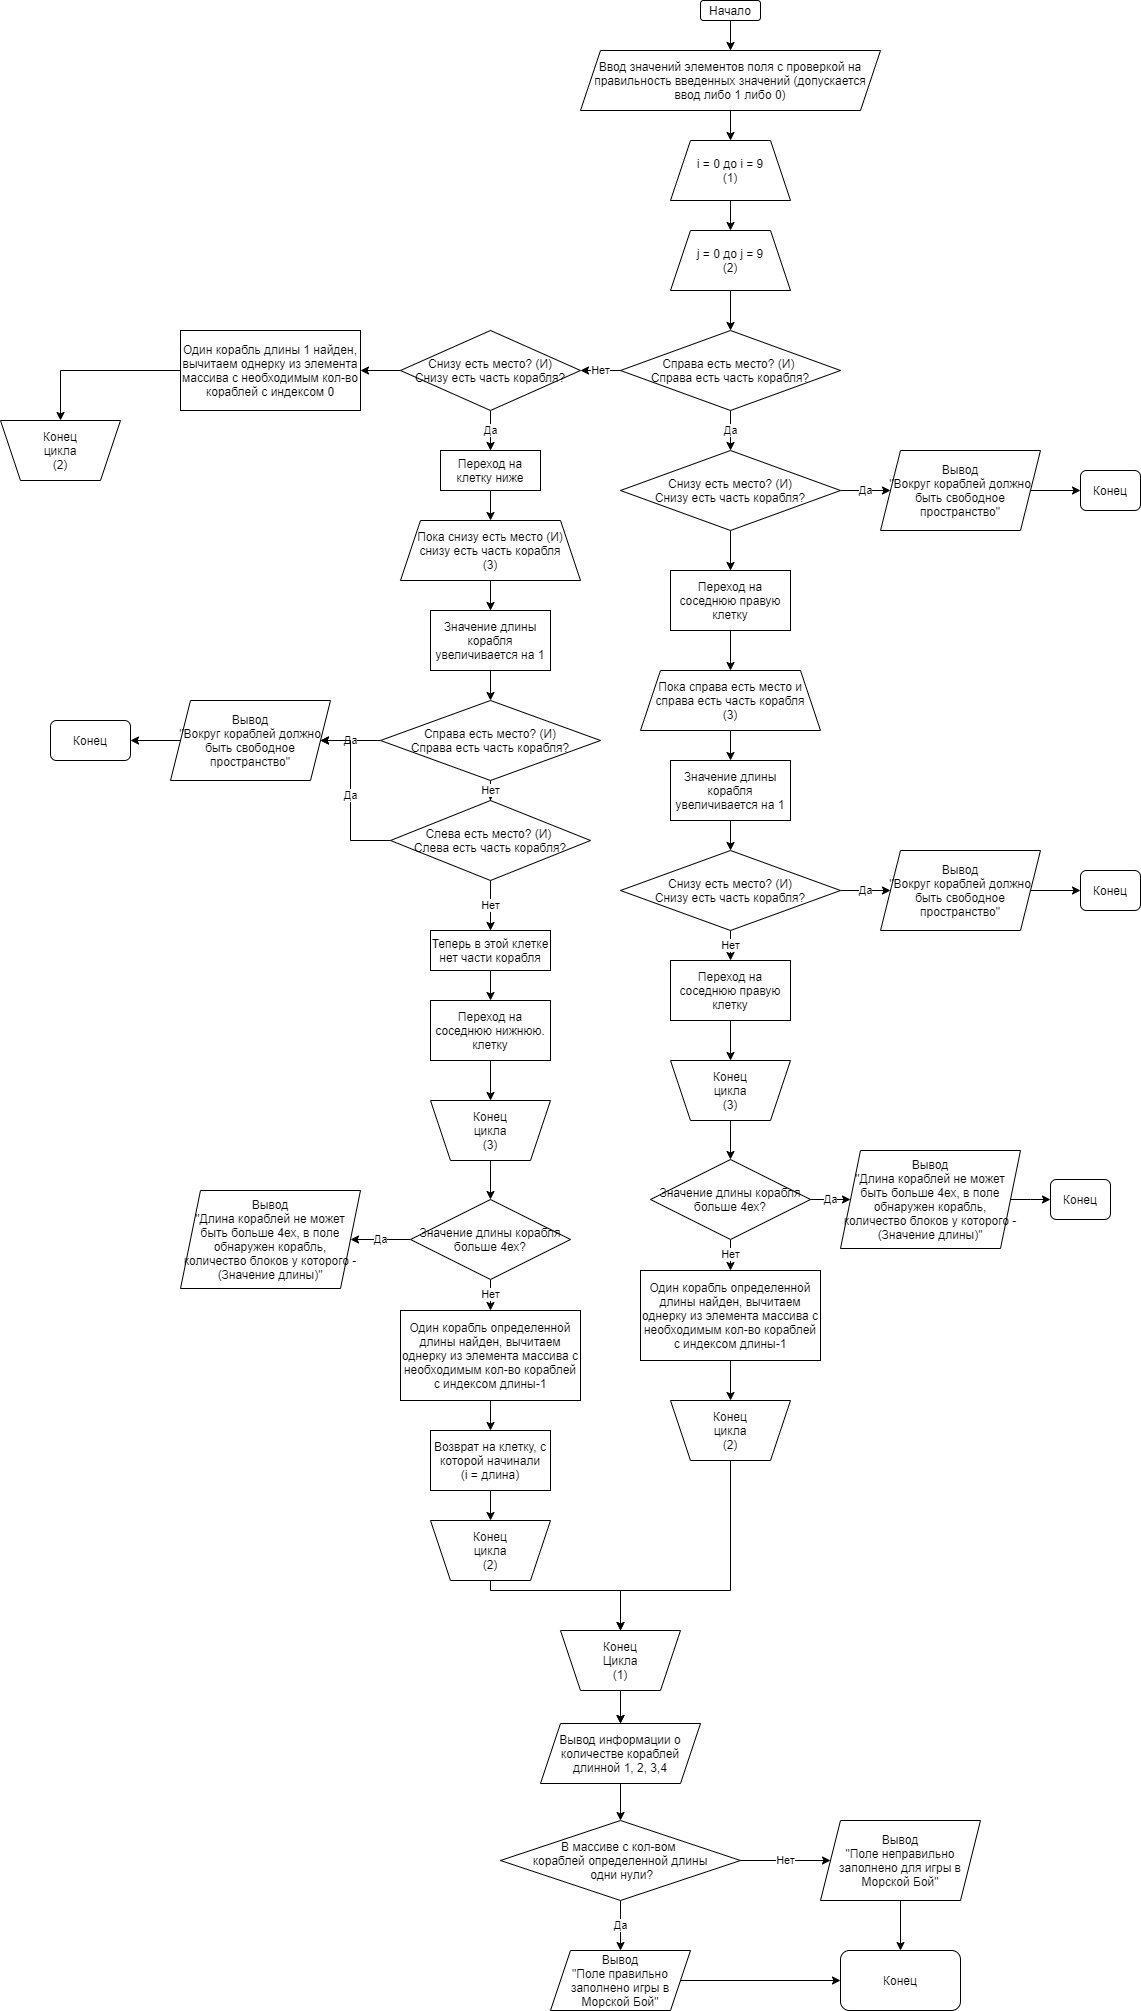 Начало
Ввод значений элементов поля с проверкой на
правильность введенных значений (допускается
ввод либо 1 либо 0)
i = 0 до i = 9
(1)
j = 0 до j = 9
(2)
Справа есть место? (И)
Справа есть часть корабля?
Нет
Снизу есть место? (И)
Снизу есть часть корабля?
Один корабль длины 1 найден,
вычитаем однерку из элемента
массива с необходимым кол-во
кораблей с индексом 0
Конец
цикла
(2)
Да
Переход на
клетку ниже
Пока снизу есть место (И)
снизу есть часть корабля
(3)
Значение длины
корабля
увеличивается на 1
Справа есть место? (И)
Справа есть часть корабля?
Да
Вывод
"Вокруг кораблей должно
быть свободное
пространство"
Конец
Нет
Слева есть место? (И)
Слева есть часть корабля?
Да
Нет
Теперь в этой клетке
нет части корабля
Переход на
соседнюю нижнюю.
клетку
Конец
цикла
(3)
Значение длины корабля
больше 4ех?
Да
Вывод
"Длина кораблей не может
быть больше 4ех, в поле
обнаружен корабль,
количество блоков у которого -
(Значение длины)"
Нет
Один корабль определенной
длины найден, вычитаем
однерку из элемента массива с
необходимым кол-во кораблей
с индексом длины-1
Возврат на клетку, с
которой начинали
(i = длина)
Конец
цикла
(2)
Да
Снизу есть место? (И)
Снизу есть часть корабля?
Да
Вывод
"Вокруг кораблей должно
быть свободное
пространство"
Конец
Переход на
соседнюю правую
клетку
Пока справа есть место и
справа есть часть корабля
(3)
Значение длины
корабля
увеличивается на 1
Снизу есть место? (И)
Снизу есть часть корабля?
Да
Вывод
"Вокруг кораблей должно
быть свободное
пространство"
Конец
Нет
Переход на
соседнюю правую
клетку
Конец
цикла
(3)
Значение длины корабля
больше 4ех?
Да
Вывод
"Длина кораблей не может
быть больше 4ех, в поле
обнаружен корабль,
количество блоков у которого -
(Значение длины)"
Конец
Нет
Один корабль определенной
длины найден, вычитаем
однерку из элемента массива с
необходимым кол-во кораблей
с индексом длины-1
Конец
цикла
(2)
Конец
Цикла
(1)
Вывод информации о
количестве кораблей
длинной 1, 2, 3,4
В массиве с кол-вом
кораблей определенной длины
одни нули?
Нет
Вывод
"Поле неправильно
заполнено для игры в
Морской Бой"
Да
Вывод
"Поле правильно
заполнено игры в
Морской Бой"
Конец